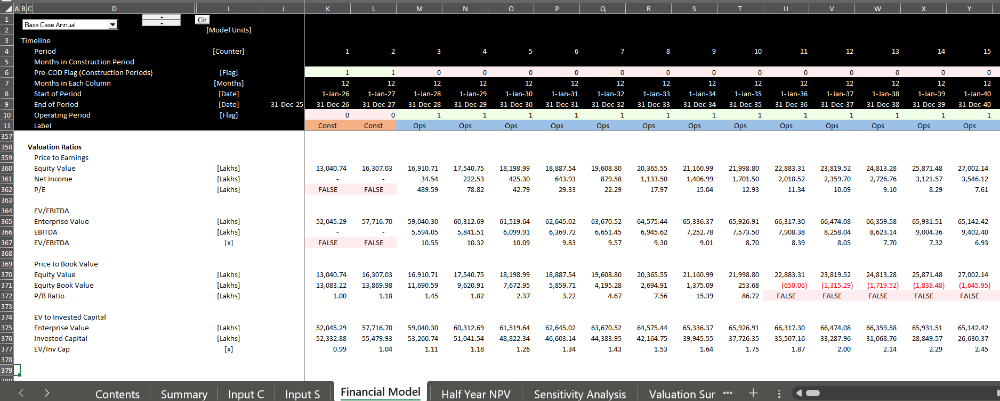 A B C D I J K L M N O P Q R S T U V W X Y
1 Base Case Annual Cir
2 [Model Units]
3 Timeline
4 Period [Counter] 1 2 3 4 5 6 7 8 9 10 11 12 13 14 15
5 Months in Construction Period
6 Pre-COD Flag (Construction Periods) [Flag] 1 1 0 0 0 0 0 0 0 0 0 0 0 0 0
7 Months in Each Column [Months] 12 12 12 12 12 12 12 12 12 12 12 12 12 12 12
8 Start of Period [Date] 1-Jan-26 1-Jan-27 1-Jan-28 1-Jan-29 1-Jan-30 1-Jan-31 1-Jan-32 1-Jan-33 1-Jan-34 1-Jan-35 1-Jan-36 1-Jan-37 1-Jan-38 1-Jan-39 1-Jan-40
9 End of Period [Date] 31-Dec-25 31-Dec-26 31-Dec-27 31-Dec-28 31-Dec-29 31-Dec-30 31-Dec-31 31-Dec-32 31-Dec-33 31-Dec-34 31-Dec-35 31-Dec-36 31-Dec-37 31-Dec-38 31-Dec-39 31-Dec-40
10 Operating Period [Flag] 0 0 1 1 1 1 1 1 1 1 1 1 1 1 1
11 Label Const Const Ops Ops Ops Ops Ops Ops Ops Ops Ops Ops Ops Ops Ops
357
358 Valuation Ratios
359 Price to Earnings
360 Equity Value [Lakhs] 13,040.74 16,307.03 16,910.71 17,540.75 18,198.99 18,887.54 19,608.80 20,365.55 21,160.99 21,998.80 22,883.31 23,819.52 24,813.28 25,871.48 27,002.14
361 Net Income [Lakhs] - - 34.54 222.53 425.30 643.93 879.58 1,133.50 1,406.99 1,701.50 2,018.52 2,359.70 2,726.76 3,121.57 3,546.12
362 P/E [Lakhs] FALSE FALSE 489.59 78.82 42.79 29.33 22.29 17.97 15.04 12.93 11.34 10.09 9.10 8.29 7.61
363
364 EV/EBITDA
365 Enterprise Value [Lakhs] 52,045.29 57,716.70 59,040.30 60,312.69 61,519.64 62,645.02 63,670.52 64,575.44 65,336.37 65,926.91 66,317.30 66,474.08 66,359.58 65,931.51 65,142.42
366 EBITDA [Lakhs] - - 5,594.05 5,841.51 6,099.91 6,369.72 6,651.45 6,945.62 7,252.78 7,573.50 7,908.38 8,258.04 8,623.14 9,004.36 9,402.40
367 EV/EBITDA [x] FALSE FALSE 10.55 10.32 10.09 9.83 9.57 9.30 9.01 8.70 8.39 8.05 7.70 7.32 6.93
368
369 Price to Book Value
370 Equity Value [Lakhs] 13,040.74 16,307.03 16,910.71 17,540.75 18,198.99 18,887.54 19,608.80 20,365.55 21,160.99 21,998.80 22,883.31 23,819.52 24,813.28 25,871.48 27,002.14
371 Equity Book Value [Lakhs] 13,083.22 13,869.98 11,690.59 9,620.91 7,672.95 5,859.71 4,195.28 2,694.91 1,375.09 253.68 (650.06) (1,315.29) (1,719.52) (1,838.48) (1,645.95)
372 P/B Ratio [Lakhs] 1.00 1.18 1.45 1.82 2.37 3.22 4.67 7.56 15.39 86.72 FALSE FALSE FALSE FALSE FALSE
373
374 EV to Invested Capital
375 Enterprise Value [Lakhs] 52,045.29 57,716.70 59,040.30 60,312.69 61,519.64 62,645.02 63,670.52 64,575.44 65,336.37 65,926.91 66,317.30 66,474.08 66,359.58 65,931.51 65,142.42
376 Invested Capital [Lakhs] 52,332.88 55,479.93 53,260.74 51,041.54 48,822.34 46,603.14 44,383.95 42,164.75 39,945.55 37,726.35 35,507.16 33,287.96 31,068.76 28,849.57 26,630.37
377 EV/Inv Cap [x] 0.99 1.04 1.11 1.18 1.26 1.34 1.43 1.53 1.64 1.75 1.87 2.00 2.14 2.29 2.45
378
379
380
Contents Summary Input C Input S Financial Model Half Year NPV Sensitivity Analysis Valuation Sur